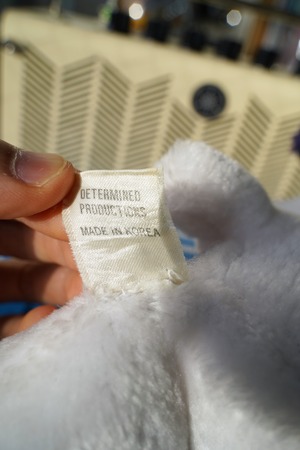 DETERMINED
PRODUCTIONS
MADE IN KOREA